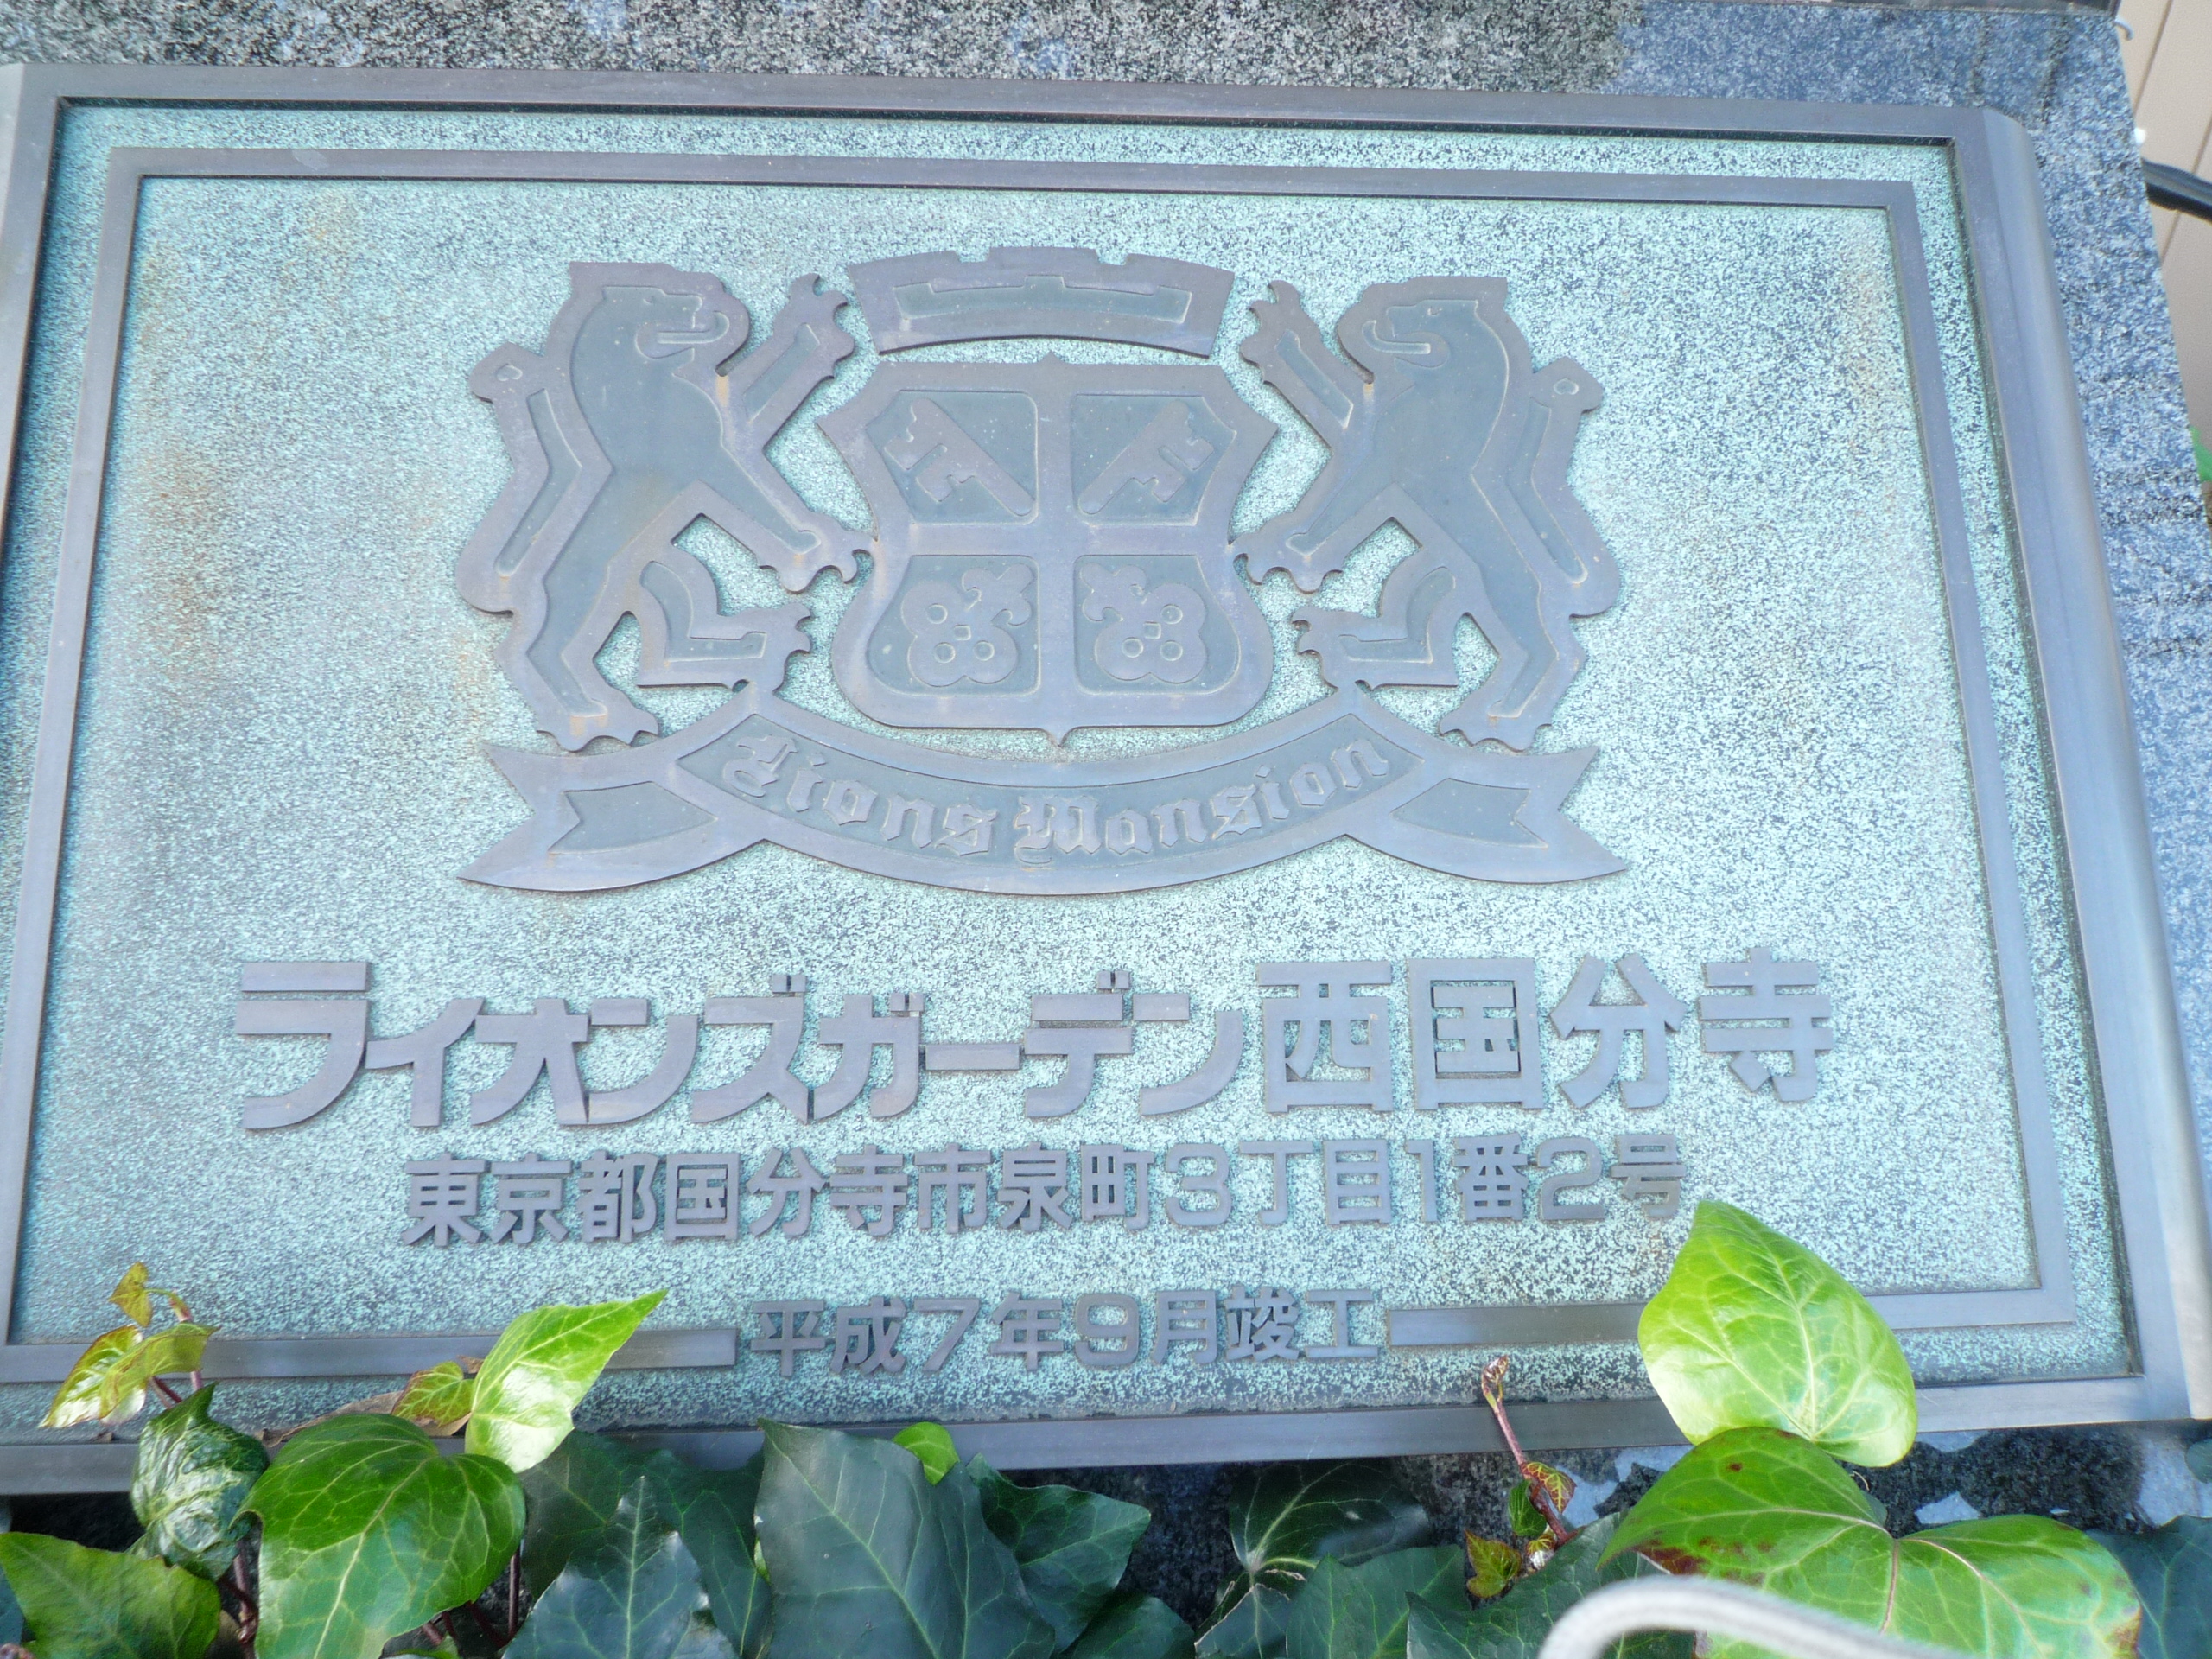 Lions Mansion
ライオンズガーデン西国分寺
東京都国分寺市泉町3丁目1番2号
平成7年9月竣工